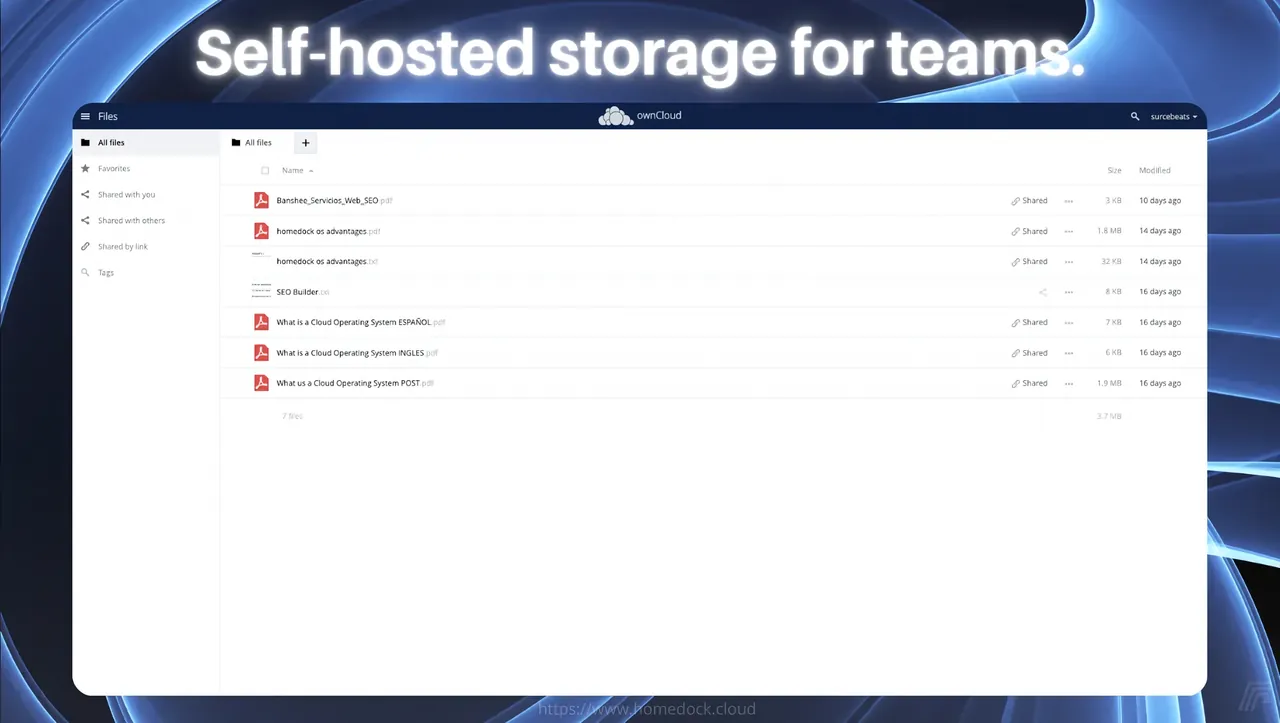 Self-hosted storage for teams.
Files
ownCloud
surcebeats
All files
Favorites
Shared with you
Shared with others
Shared by link
Tags
All files
+
Name Size Modified
Banshee_Servicios_Web_SEO.pdf Shared ••• 3 KB 10 days ago
homedock os advantages.pdf Shared ••• 1.8 MB 14 days ago
homedock os advantages.txt Shared ••• 32 KB 14 days ago
SEO Builder. ••• 8 KB 16 days ago
What is a Cloud Operating System ESPAÑOL.pdf Shared ••• 7 KB 16 days ago
What is a Cloud Operating System INGLES.pdf Shared ••• 6 KB 16 days ago
What us a Cloud Operating System POST.pdf Shared ••• 1.9 MB 16 days ago
7 files 3.7 MB
https://www.homedock.cloud